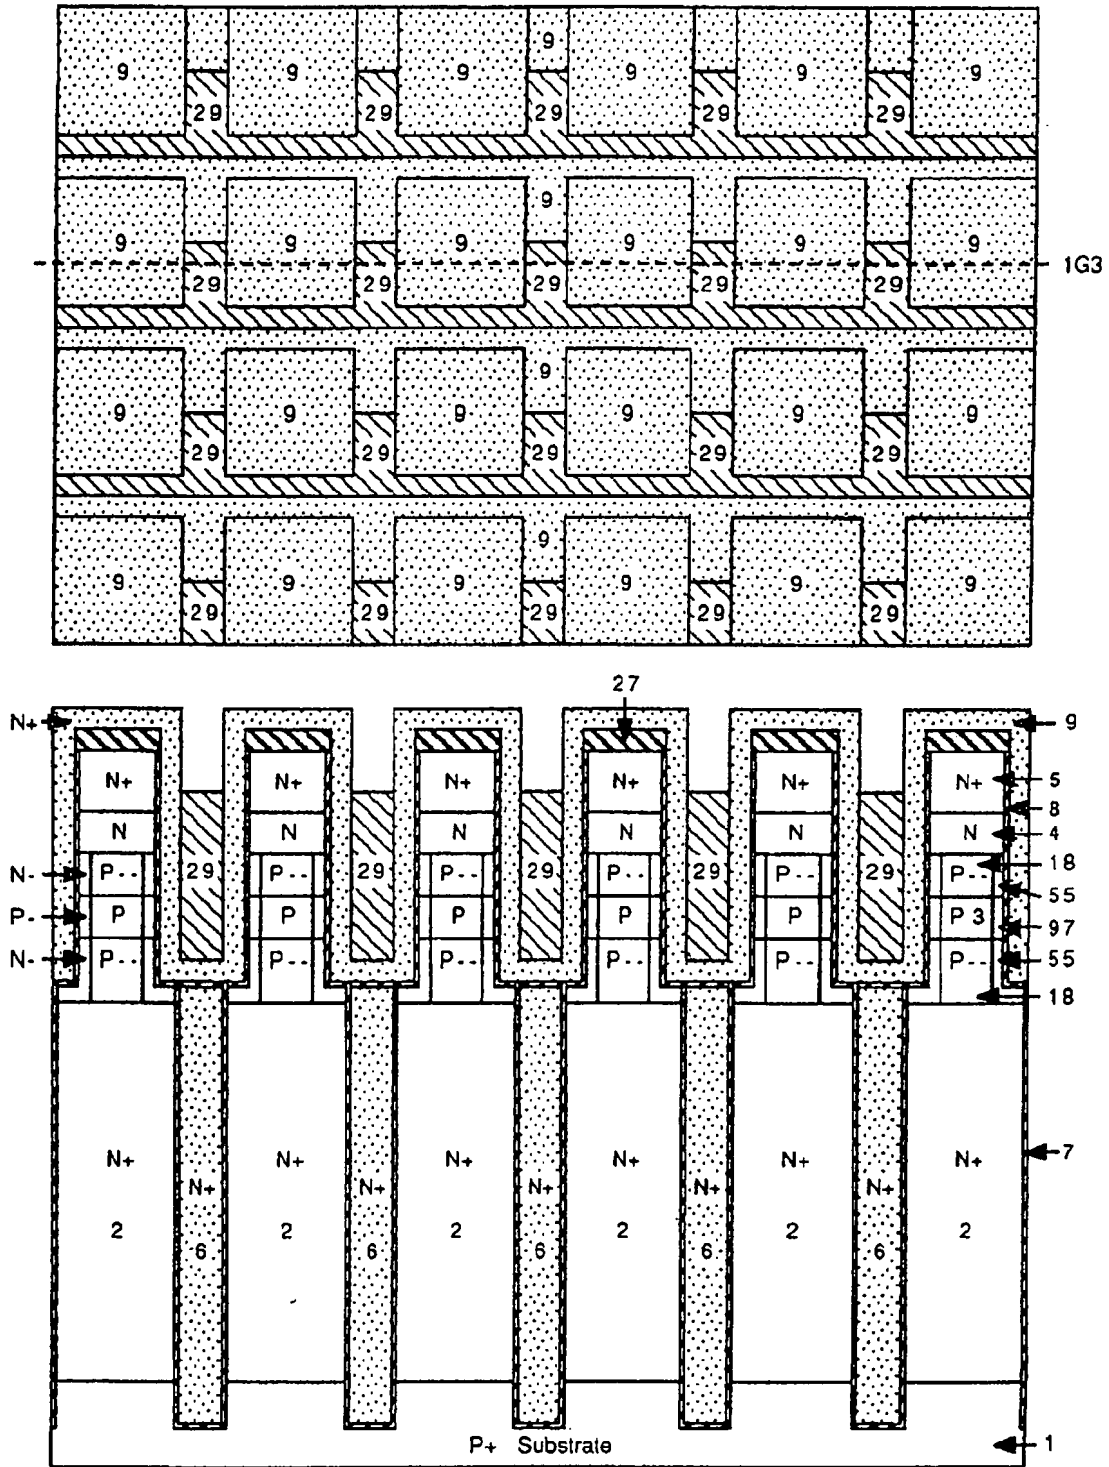 9 9 9 9 9 9 9
29 29 29 29 29
9
9 9 9 9 9 9 1G3
29 29 29 29 29
9
9 9 9 9 9 9
29 29 29 29 29
9
9 9 9 9 9 9
29 29 29 29 29
27
N+ 9
N+ N+ N+ N+ N+ N+ 5
8
N N N N N N 4
18
N- P-- 29 P-- 29 P-- 29 P-- 29 P-- 29 P-- 55
P- P P P P P P 3 97
N- P-- P-- P-- P-- P-- P-- 55
18
N+ N+ N+ N+ N+ N+ 7
N+ N+ N+ N+ N+
2 2 2 2 2 2
6 6 6 6 6
P+ Substrate 1